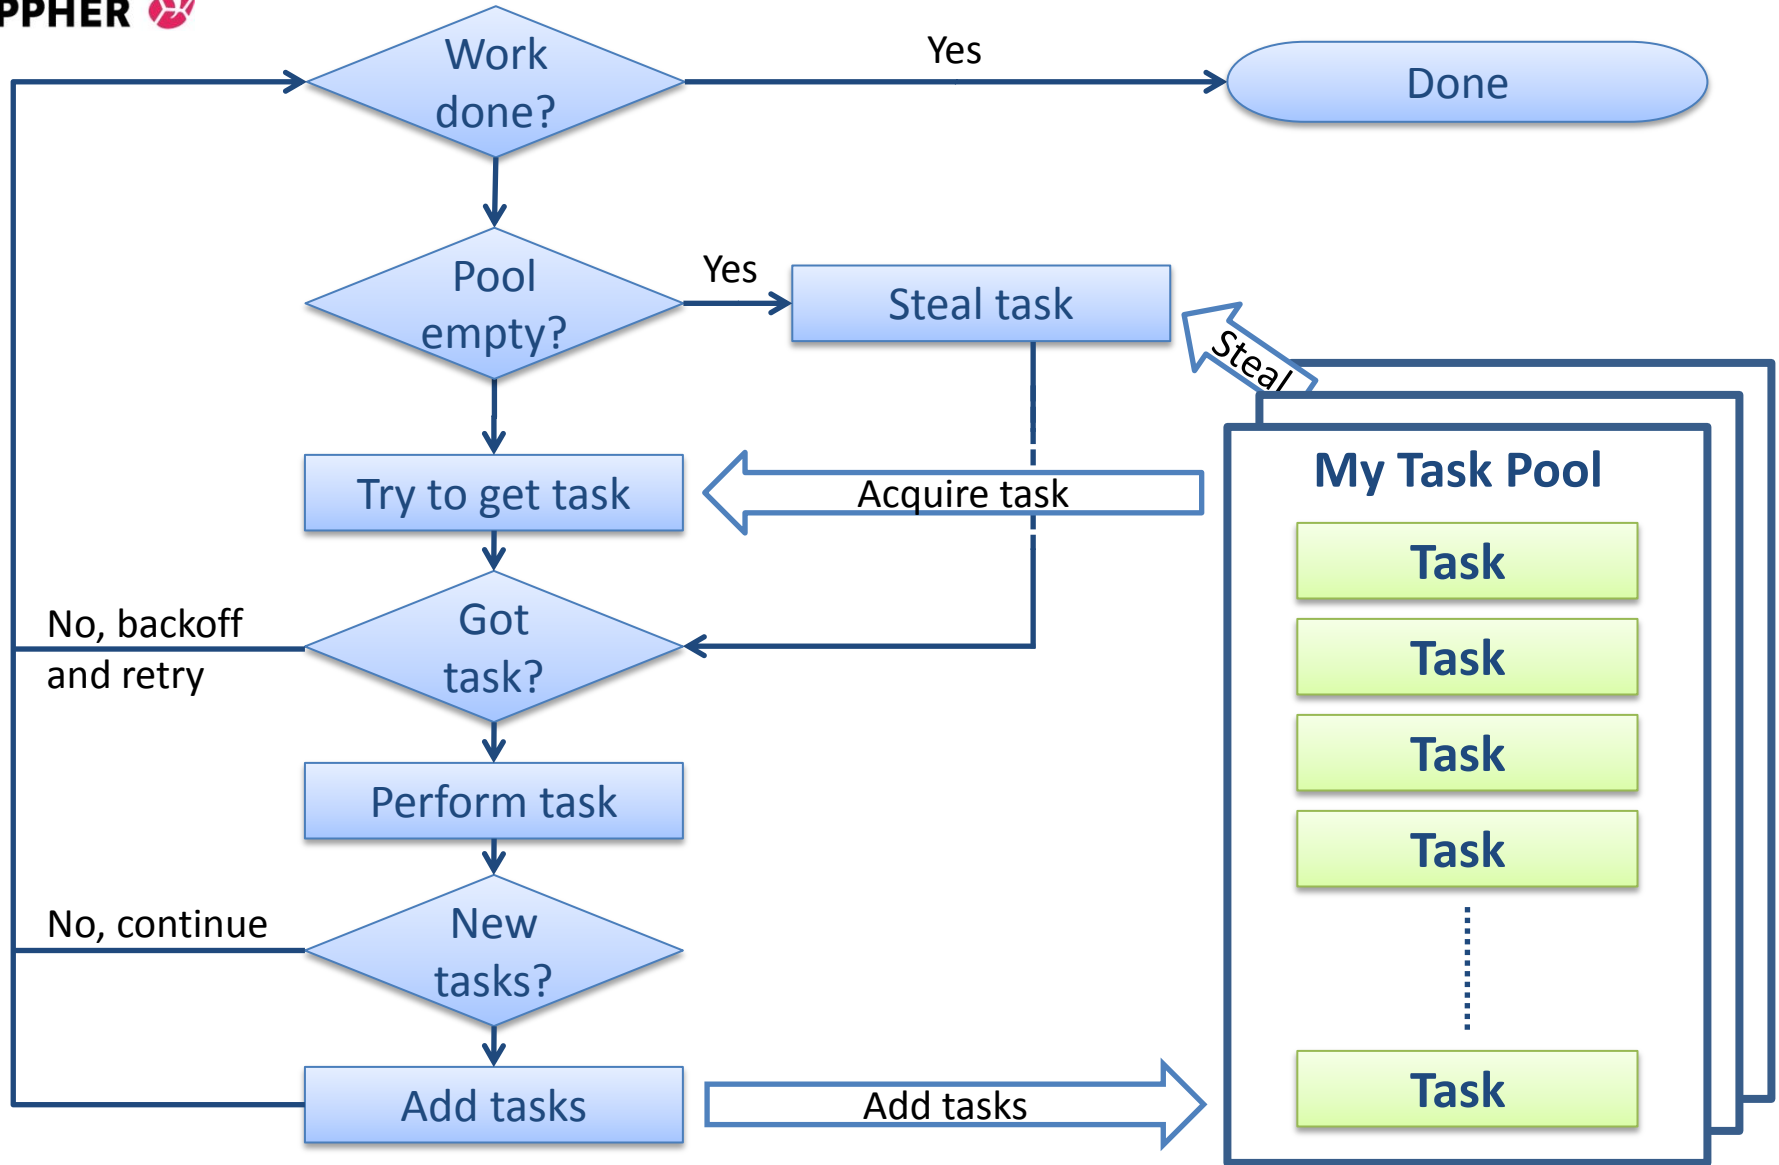 PPHER
Work
done?
Yes
Done
Pool
empty?
Yes
Steal task
Steal
Try to get task
Acquire task
My Task Pool
Task
Got
task?
No, backoff
and retry
Task
Task
Perform task
Task
New
tasks?
No, continue
Add tasks
Add tasks
Task